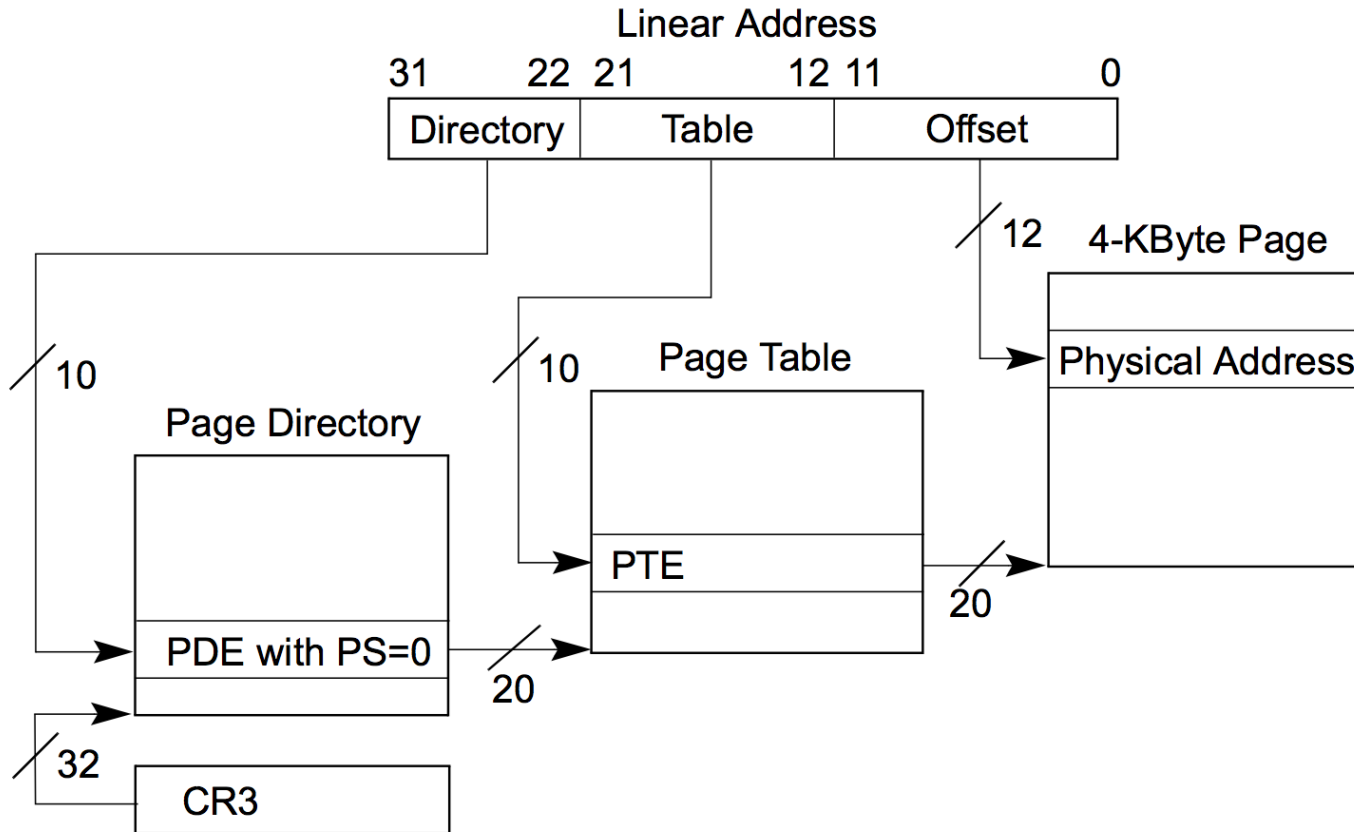 Linear Address
31 22 21 12 11 0
Directory Table Offset
12
4-KByte Page
10
10
Page Table
Physical Address
Page Directory
PTE
20
PDE with PS=0
20
32
CR3